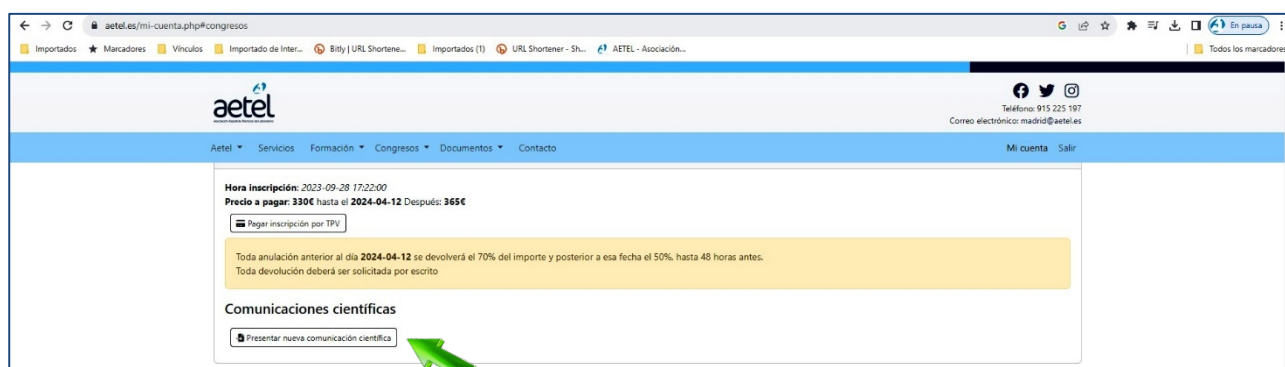 aetel.es/mi-cuenta.php#congresos
En pausa
Importados Marcadores Vínculos Importado de Inter... Bitly | URL Shortene... Importados (1) URL Shortener - Sh... AETEL - Asociación... Todos los marcadores
aetel
Teléfono: 915 225 197
Correo electrónico: madrid@aetel.es
Aetel Servicios Formación Congresos Documentos Contacto Mi cuenta Salir
Hora inscripción: 2023-09-28 17:22:00
Precio a pagar: 330€ hasta el 2024-04-12 Después: 365€
Pagar inscripción por TPV
Toda anulación anterior al día 2024-04-12 se devolverá el 70% del importe y posterior a esa fecha el 50%, hasta 48 horas antes.
Toda devolución deberá ser solicitada por escrito
Comunicaciones científicas
Presentar nueva comunicación científica